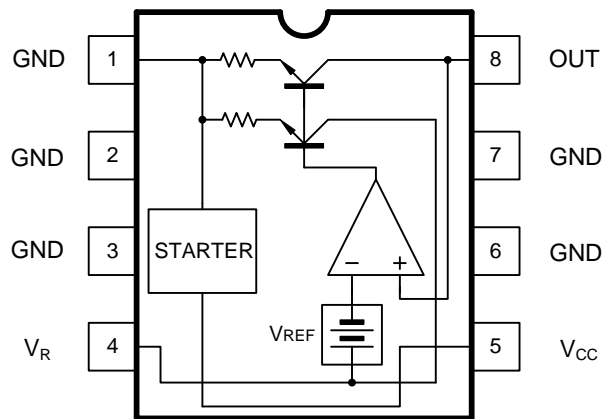 GND 1 8 OUT
GND 2 7 GND
GND 3 STARTER - + 6 GND
VREF
VR 4 5 VCC